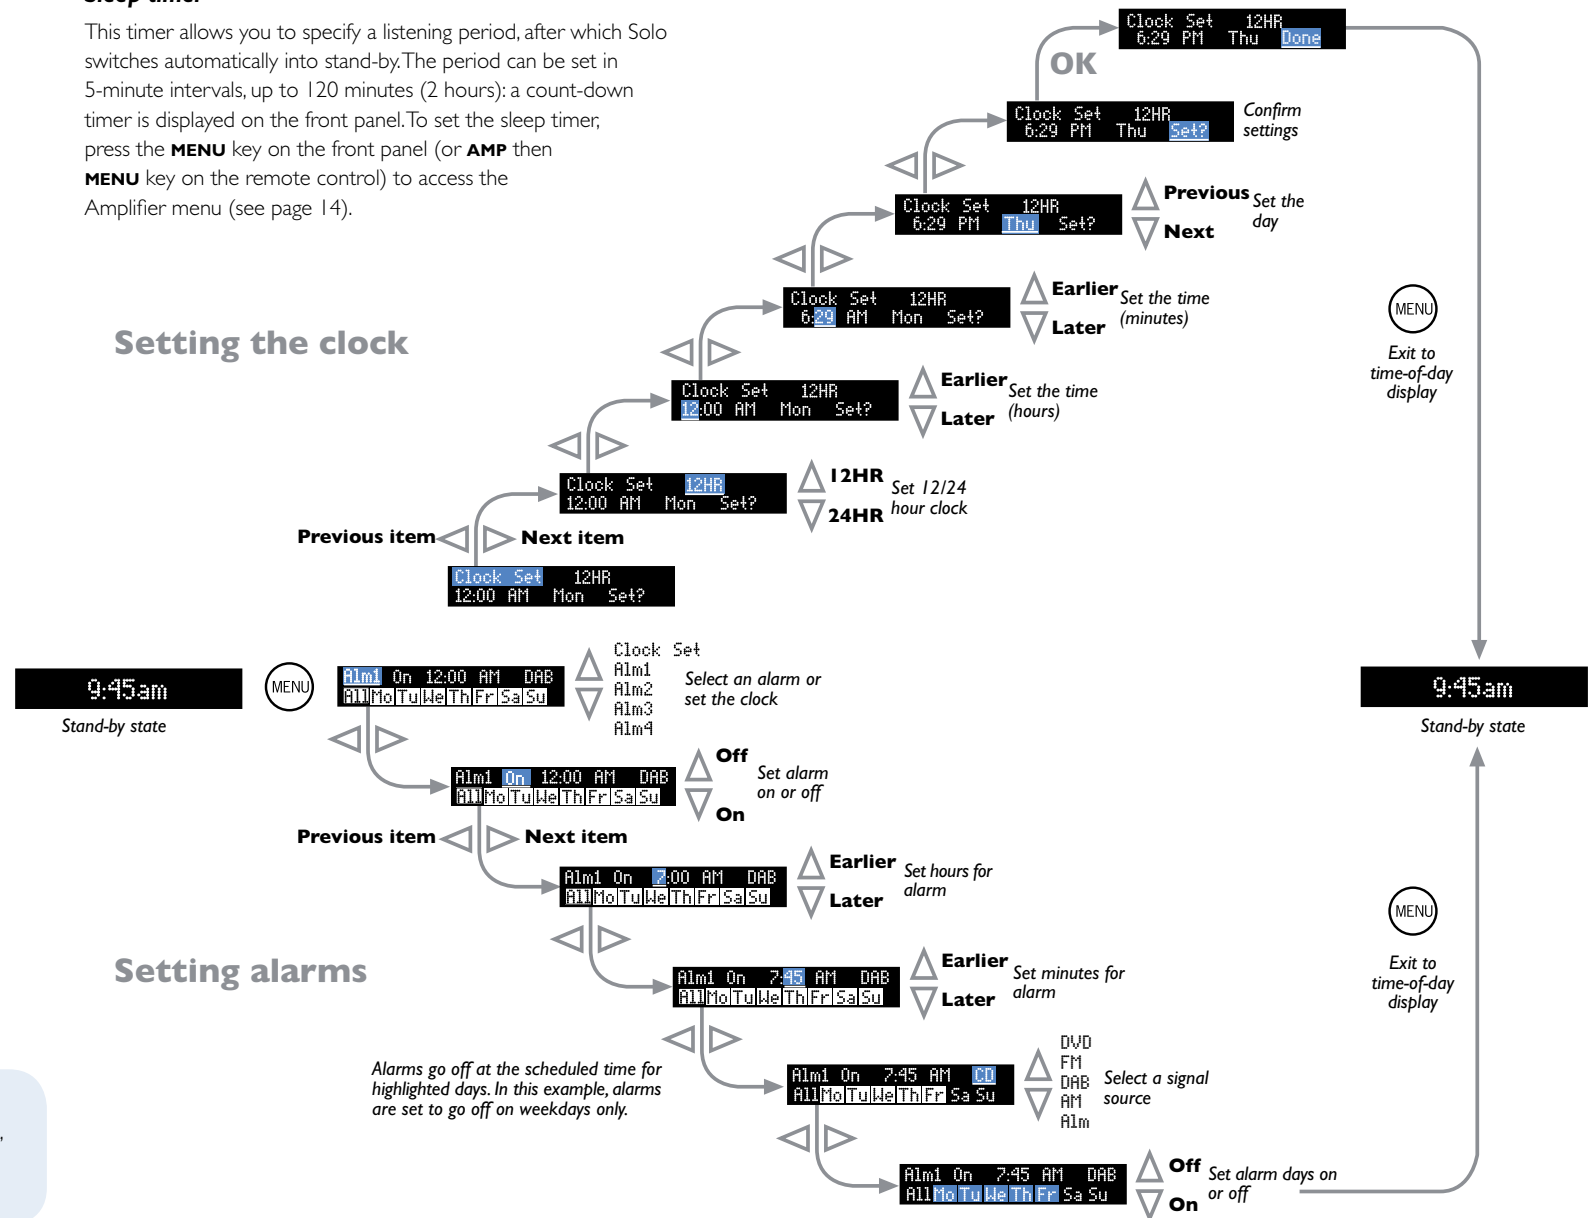 Sleep timer
This timer allows you to specify a listening period, after which Solo
switches automatically into stand-by. The period can be set in
5-minute intervals, up to 120 minutes (2 hours): a count-down
timer is displayed on the front panel. To set the sleep timer,
press the MENU key on the front panel (or AMP then
MENU key on the remote control) to access the
Amplifier menu (see page 14).
Clock Set 12HR
6:29 PM Thu Done
OK
Clock Set 12HR
6:29 PM Thu Set?
Confirm
settings
Clock Set 12HR
6:29 PM Thu Set?
Previous
Next
Set the
day
Clock Set 12HR
6:29 AM Mon Set?
Earlier
Later
Set the time
(minutes)
Setting the clock
Clock Set 12HR
12:00 AM Mon Set?
Earlier
Later
Set the time
(hours)
Clock Set 12HR
12:00 AM Mon Set?
12HR
24HR
Set 12/24
hour clock
Previous item
Next item
Clock Set 12HR
12:00 AM Mon Set?
MENU
Exit to
time-of-day
display
9:45am
Stand-by state
MENU
Alm1 On 12:00 AM DAB
All Mo Tu We Th Fr Sa Su
Clock Set
Alm1
Alm2
Alm3
Alm4
Select an alarm or
set the clock
9:45am
Stand-by state
Alm1 On 12:00 AM DAB
All Mo Tu We Th Fr Sa Su
Off
On
Set alarm
on or off
Previous item
Next item
Alm1 On 7:00 AM DAB
All Mo Tu We Th Fr Sa Su
Earlier
Later
Set hours for
alarm
Setting alarms
Alm1 On 7:45 AM DAB
All Mo Tu We Th Fr Sa Su
Earlier
Later
Set minutes for
alarm
MENU
Exit to
time-of-day
display
Alarms go off at the scheduled time for
highlighted days. In this example, alarms
are set to go off on weekdays only.
Alm1 On 7:45 AM CD
All Mo Tu We Th Fr Sa Su
DVD
FM
DAB
AM
Alm
Select a signal
source
Alm1 On 7:45 AM DAB
All Mo Tu We Th Fr Sa Su
Off
On
Set alarm days on
or off
,